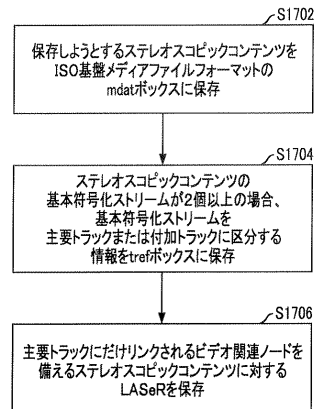 S1702
保存しようとするステレオスコピックコンテンツを
ISO基盤メディアファイルフォーマットの
mdatボックスに保存
S1704
ステレオスコピックコンテンツの
基本符号化ストリームが2個以上の場合、
基本符号化ストリームを
主要トラックまたは付加トラックに区分する
情報をtrefボックスに保存
S1706
主要トラックにだけリンクされるビデオ関連ノードを
備えるステレオスコピックコンテンツに対する
LASeRを保存